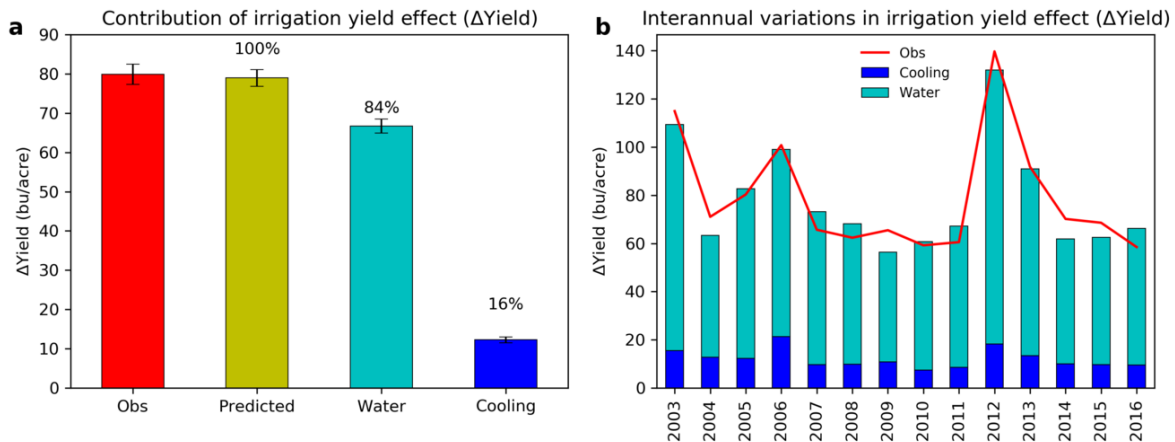 a
Contribution of irrigation yield effect (ΔYield)
ΔYield (bu/acre)
90
80
70
60
50
40
30
20
10
0
100%
84%
16%
Obs
Predicted
Water
Cooling
b
Interannual variations in irrigation yield effect (ΔYield)
ΔYield (bu/acre)
140
120
100
80
60
40
20
0
Obs
Cooling
Water
2003
2004
2005
2006
2007
2008
2009
2010
2011
2012
2013
2014
2015
2016